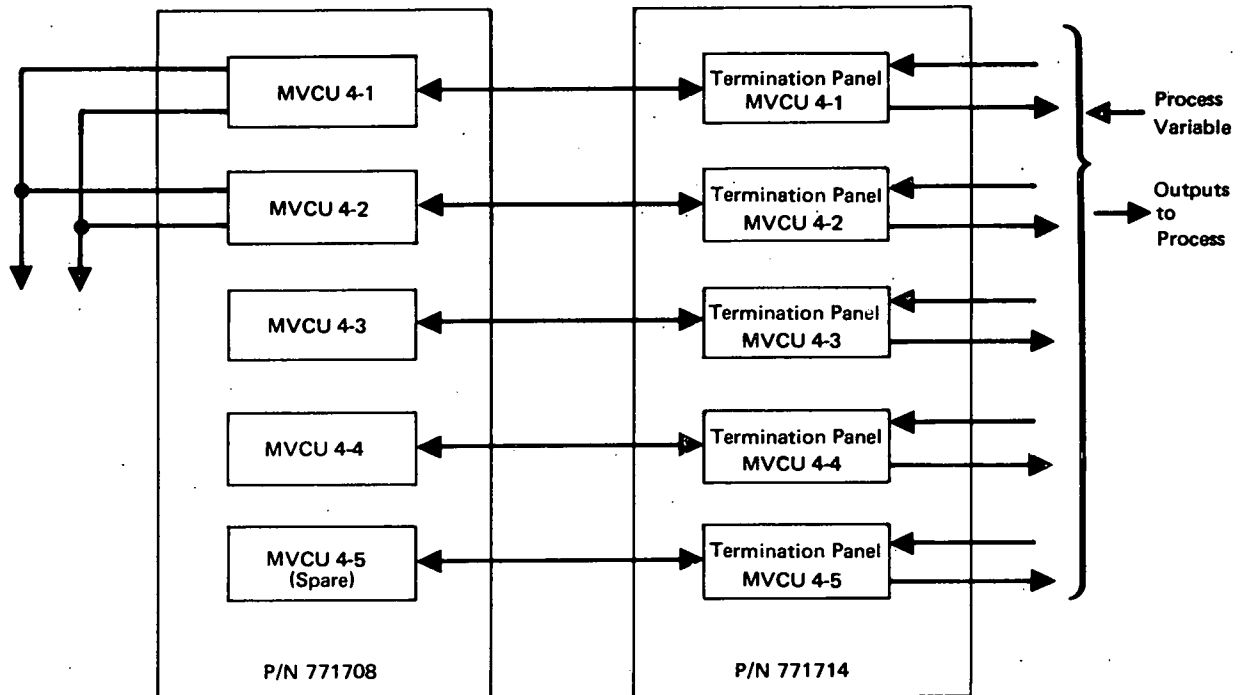 MVCU 4-1
Termination Panel
MVCU 4-1
Process
Variable
MVCU 4-2
Termination Panel
MVCU 4-2
Outputs
to
Process
MVCU 4-3
Termination Panel
MVCU 4-3
MVCU 4-4
Termination Panel
MVCU 4-4
MVCU 4-5
(Spare)
Termination Panel
MVCU 4-5
P/N 771708
P/N 771714